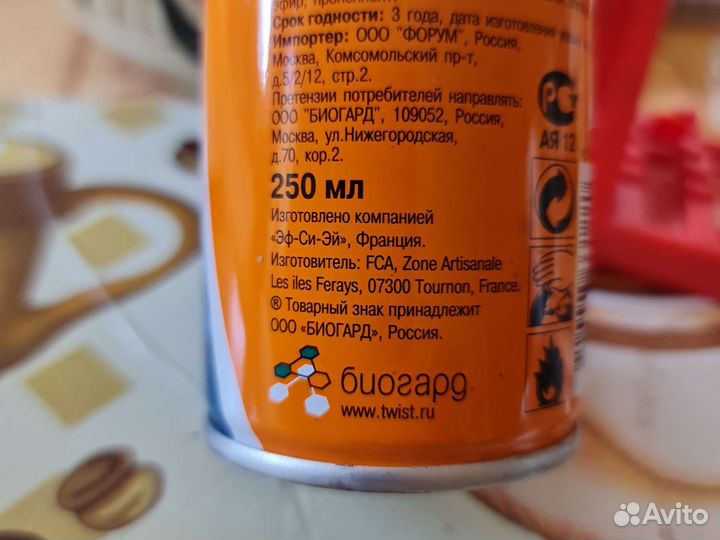 эфир, пропеллент.
Срок годности: 3 года, дата изготовления
Импортер: ООО "ФОРУМ", Россия,
Москва, Комсомольский пр-т,
д.5/2/12, стр.2.
Претензии потребителей направлять:
ООО "БИОГАРД", 109052, Россия,
Москва, ул.Нижегородская,
д.70, кор.2.
250 мл
Изготовлено компанией
«Эф-Си-Эй», Франция.
Изготовитель: FCA, Zone Artisanale
Les iles Ferays, 07300 Tournon, France.
® Товарный знак принадлежит
ООО «БИОГАРД», Россия.
биогард
www.twist.ru
АЯ 12
Avito